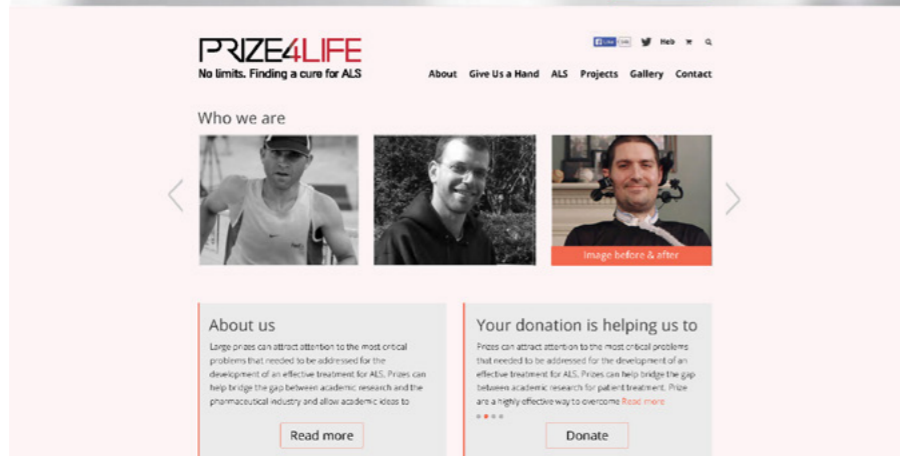 PRIZE4LIFE
No limits. Finding a cure for ALS
Like
Heb
About Give Us a Hand ALS Projects Gallery Contact
Who we are
Image before & after
About us
Large prizes can attract attention to the most critical
problems that needed to be addressed for the
development of an effective treatment for ALS. Prizes can
help bridge the gap between academic research and the
pharmaceutical industry and allow academic ideas to
Read more
Your donation is helping us to
Prizes can attract attention to the most critical problems
that needed to be addressed for the development of an
effective treatment for ALS. Prizes can help bridge the gap
between academic research for patient treatment. Prize
are a highly effective way to overcome Read more
Donate